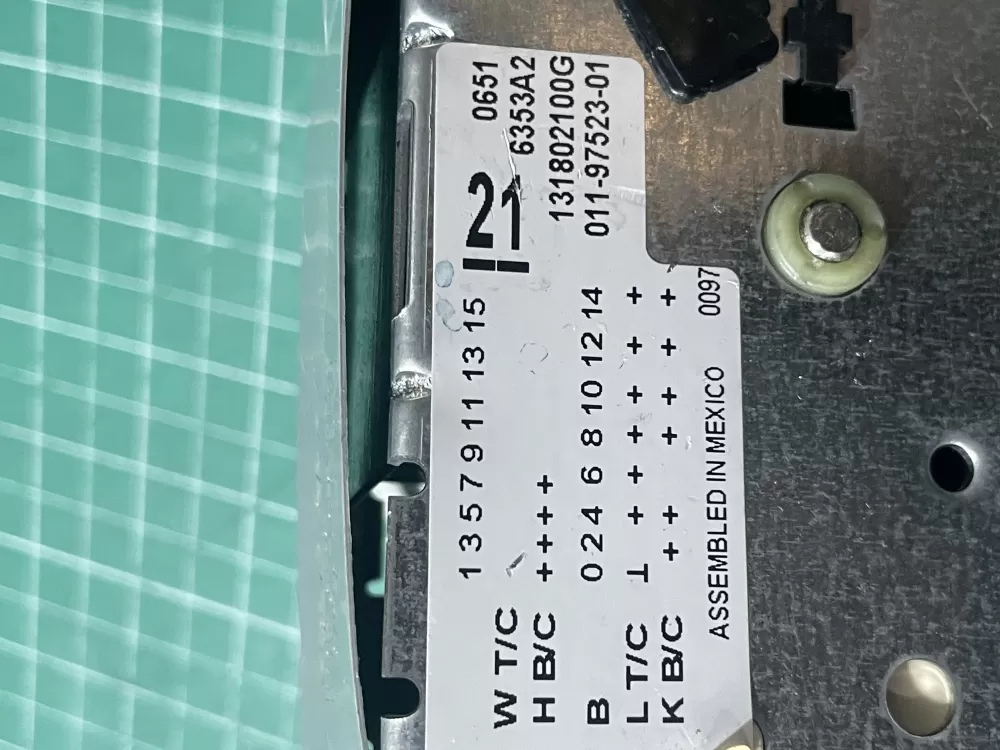 0651
6353A2
131802100G
011-97523-01
21
1 3 5 7 9 11 13 15
W T/C
H B/C + + + +
B 0 2 4 6 8 10 12 14
L T/C ⊥ + + + + + +
K B/C + + + + + +
ASSEMBLED IN MEXICO 0097